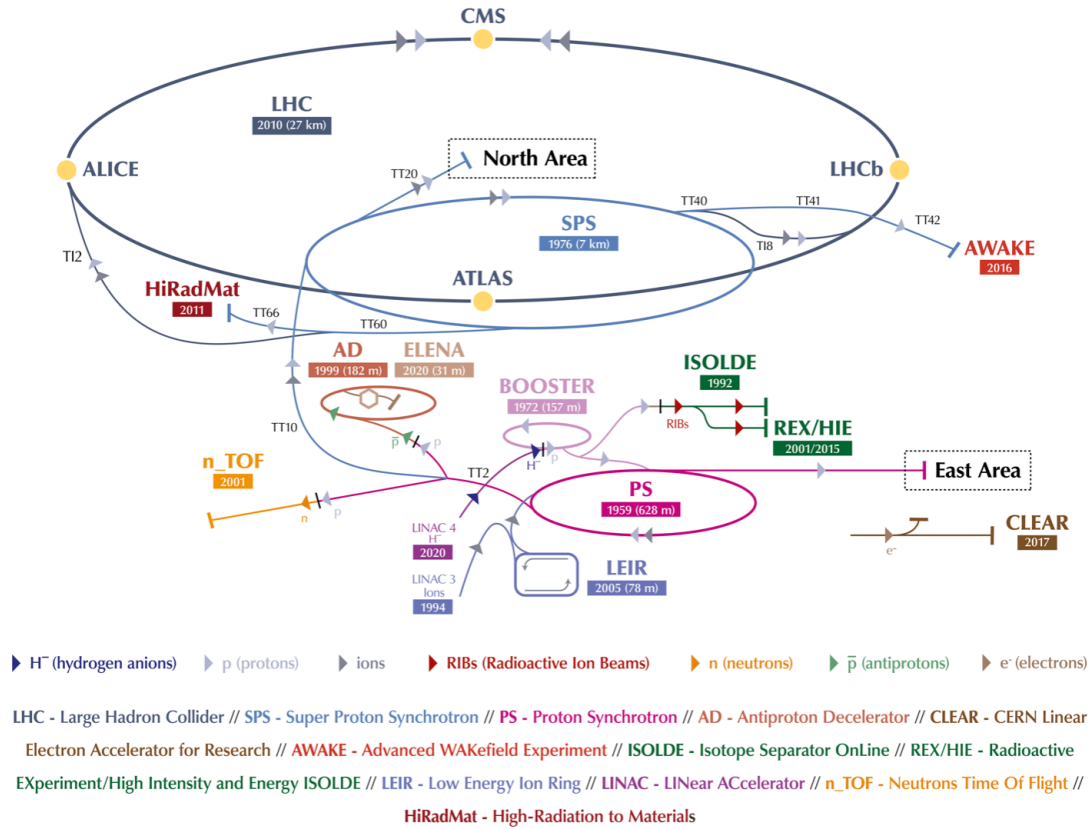 CMS
LHC
2010 (27 km)
North Area
TT20
ALICE
LHCb
TT40
TT41
SPS
1976 (7 km)
TT42
TI8
TI2
AWAKE
2016
ATLAS
HiRadMat
2011
TT66
TT60
AD
1999 (182 m)
ELENA
2020 (31 m)
ISOLDE
1992
BOOSTER
1972 (157 m)
RIBs
REX/HIE
2001/2015
TT10
p̅
p
H⁻
p
n_TOF
2001
TT2
East Area
PS
1959 (628 m)
n
p
LINAC 4
H⁻
2020
CLEAR
2017
e⁻
LEIR
2005 (78 m)
LINAC 3
Ions
1994
H⁻ (hydrogen anions) p (protons) ions RIBs (Radioactive Ion Beams) n (neutrons) p̅ (antiprotons) e⁻ (electrons)
LHC - Large Hadron Collider // SPS - Super Proton Synchrotron // PS - Proton Synchrotron // AD - Antiproton Decelerator // CLEAR - CERN Linear
Electron Accelerator for Research // AWAKE - Advanced WAKefield Experiment // ISOLDE - Isotope Separator OnLine // REX/HIE - Radioactive
EXperiment/High Intensity and Energy ISOLDE // LEIR - Low Energy Ion Ring // LINAC - LINear ACcelerator // n_TOF - Neutrons Time Of Flight //
HiRadMat - High-Radiation to Materials